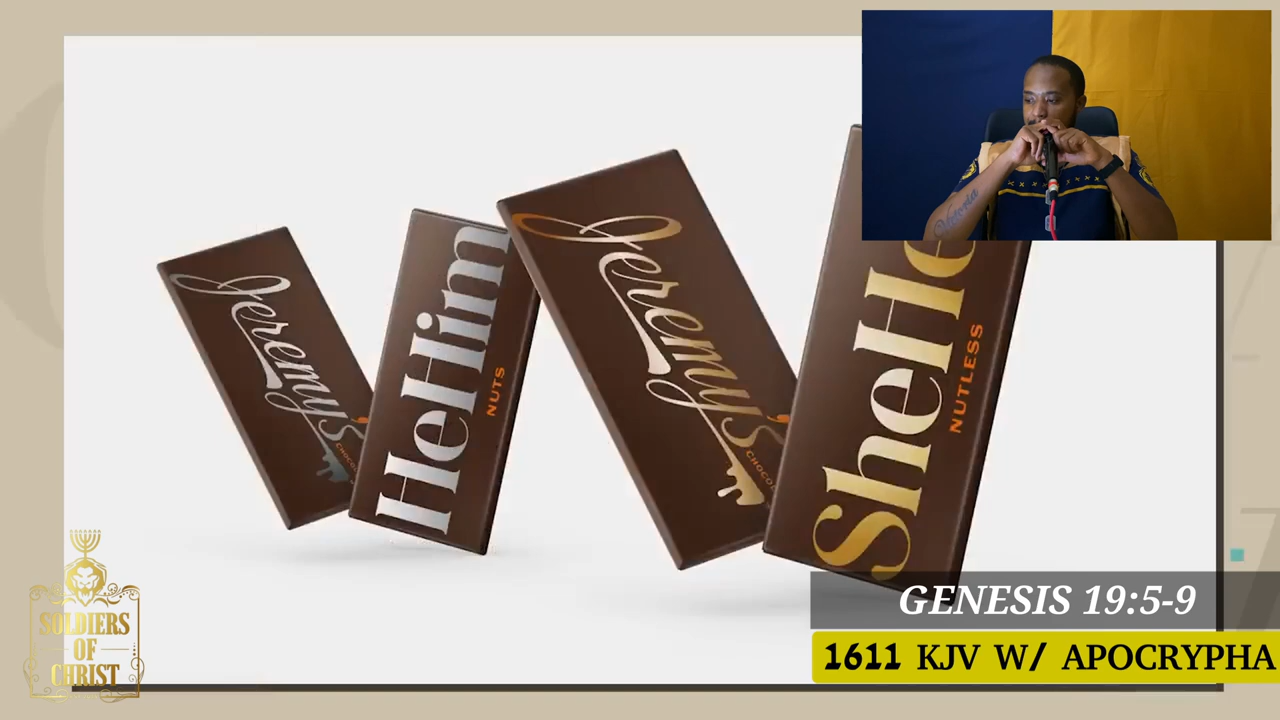 Jeremy's
HeHim
NUTS
Jeremy's
SheHe
NUTLESS
GENESIS 19:5-9
1611 KJV W/ APOCRYPHA
SOLDIERS
OF
CHRIST